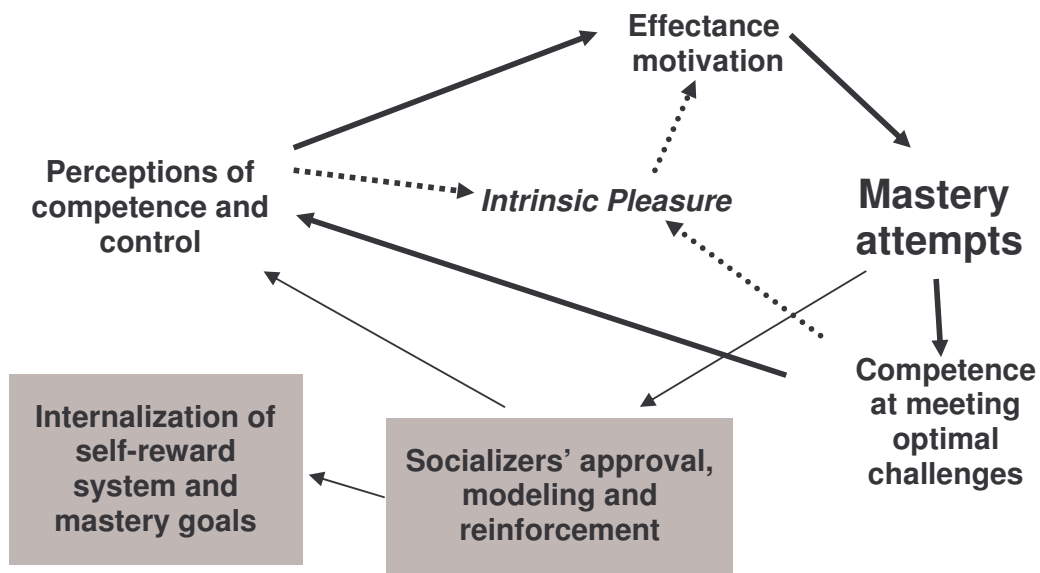 Effectance
motivation
Perceptions of
competence and
control
Intrinsic Pleasure
Mastery
attempts
Competence
at meeting
optimal
challenges
Internalization of
self-reward
system and
mastery goals
Socializers’ approval,
modeling and
reinforcement